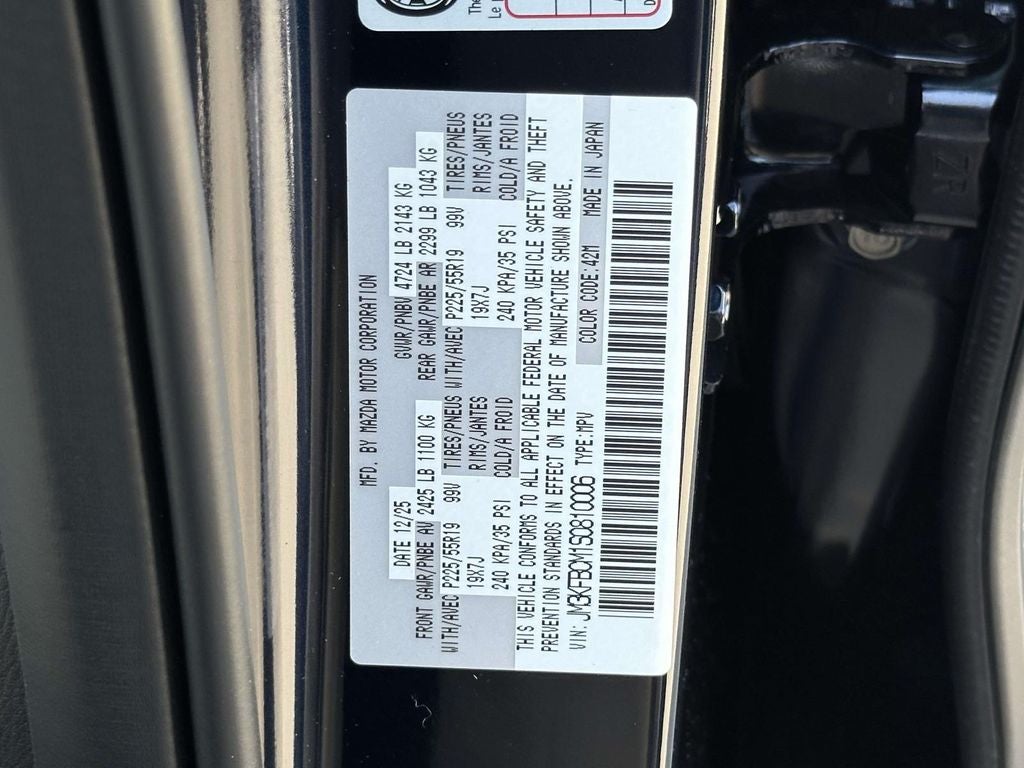 MFD. BY MAZDA MOTOR CORPORATION
DATE 12/25 GVWR/PNBV 4724 LB 2143 KG
FRONT GAWR/PNBE AV 2425 LB 1100 KG REAR GAWR/PNBE AR 2299 LB 1043 KG
WITH/AVEC P225/55R19 99V TIRES/PNEUS WITH/AVEC P225/55R19 99V TIRES/PNEUS
19X7J RIMS/JANTES 19X7J RIMS/JANTES
240 KPA/35 PSI COLD/A FROID 240 KPA/35 PSI COLD/A FROID
THIS VEHICLE CONFORMS TO ALL APPLICABLE FEDERAL MOTOR VEHICLE SAFETY AND THEFT
PREVENTION STANDARDS IN EFFECT ON THE DATE OF MANUFACTURE SHOWN ABOVE.
VIN: JM3KFBCM1S0810006 TYPE:MPV COLOR CODE:42M MADE IN JAPAN
The
Le
ZR